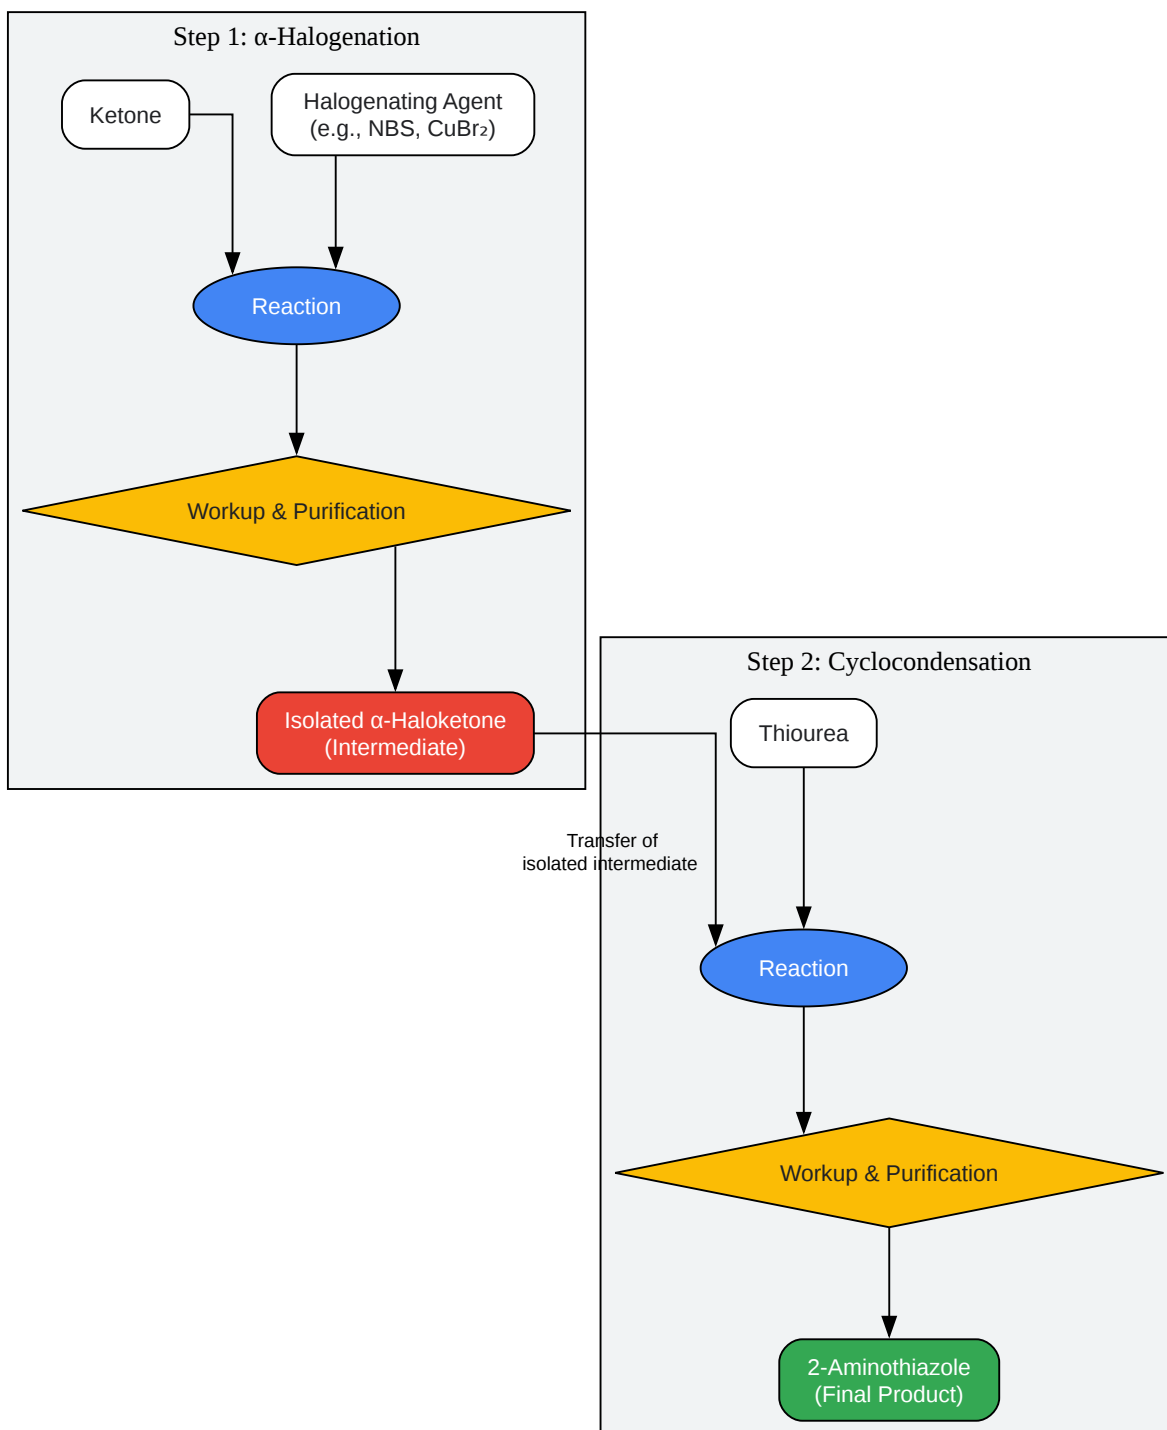 Step 1: α-Halogenation
Ketone
Halogenating Agent
(e.g., NBS, CuBr₂)
Reaction
Workup & Purification
Isolated α-Haloketone
(Intermediate)
Transfer of
isolated intermediate
Step 2: Cyclocondensation
Thiourea
Reaction
Workup & Purification
2-Aminothiazole
(Final Product)